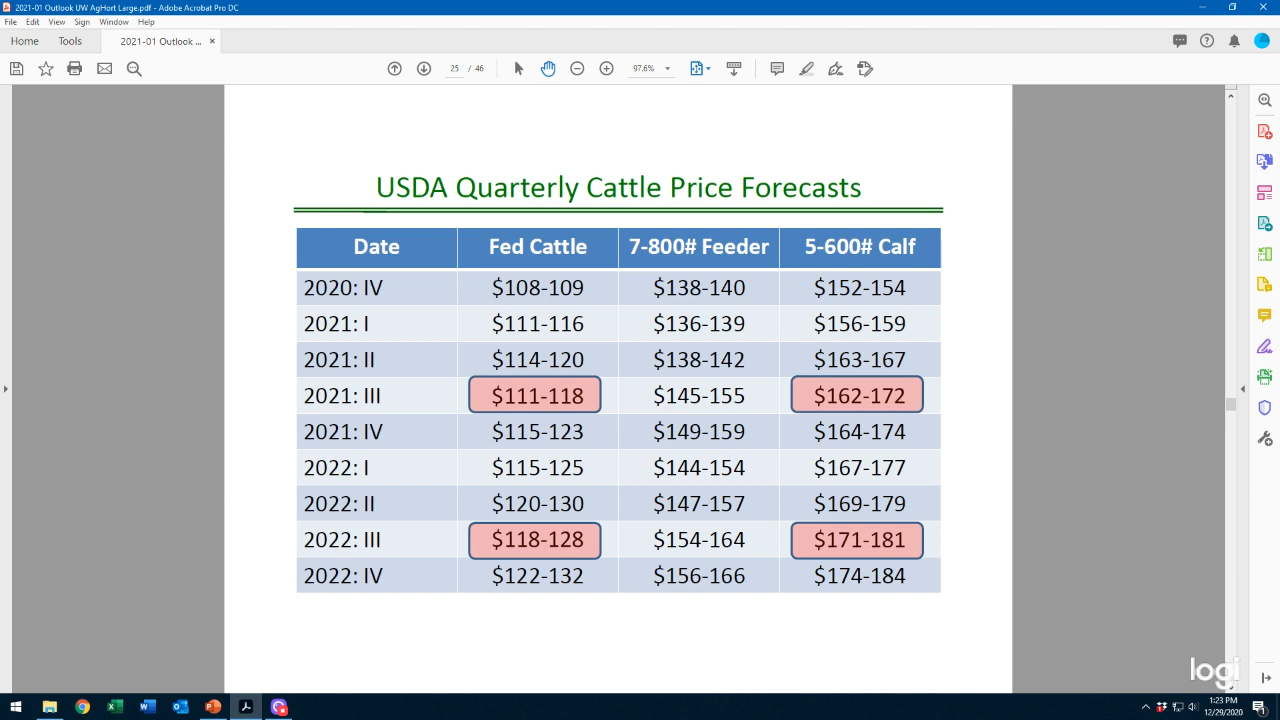 2021-01 Outlook UW AgHort Large.pdf - Adobe Acrobat Pro DC
File Edit View Sign Window Help
Home Tools 2021-01 Outlook ... ×
25 / 46 97.6%
USDA Quarterly Cattle Price Forecasts
Date Fed Cattle 7-800# Feeder 5-600# Calf
2020: IV $108-109 $138-140 $152-154
2021: I $111-116 $136-139 $156-159
2021: II $114-120 $138-142 $163-167
2021: III $111-118 $145-155 $162-172
2021: IV $115-123 $149-159 $164-174
2022: I $115-125 $144-154 $167-177
2022: II $120-130 $147-157 $169-179
2022: III $118-128 $154-164 $171-181
2022: IV $122-132 $156-166 $174-184
logi
1:23 PM
12/29/2020